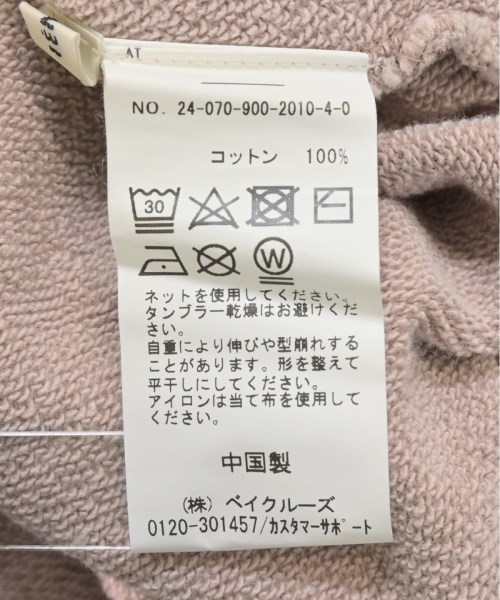 AT
NO. 24-070-900-2010-4-0
コットン 100%
30
W
ネットを使用してください。
タンブラー乾燥はお避けくだ
さい。
自重により伸びや型崩れする
ことがあります。形を整えて
平干しにしてください。
アイロンは当て布を使用して
ください。
中国製
(株) ベイクルーズ
0120-301457/カスタマーサポート